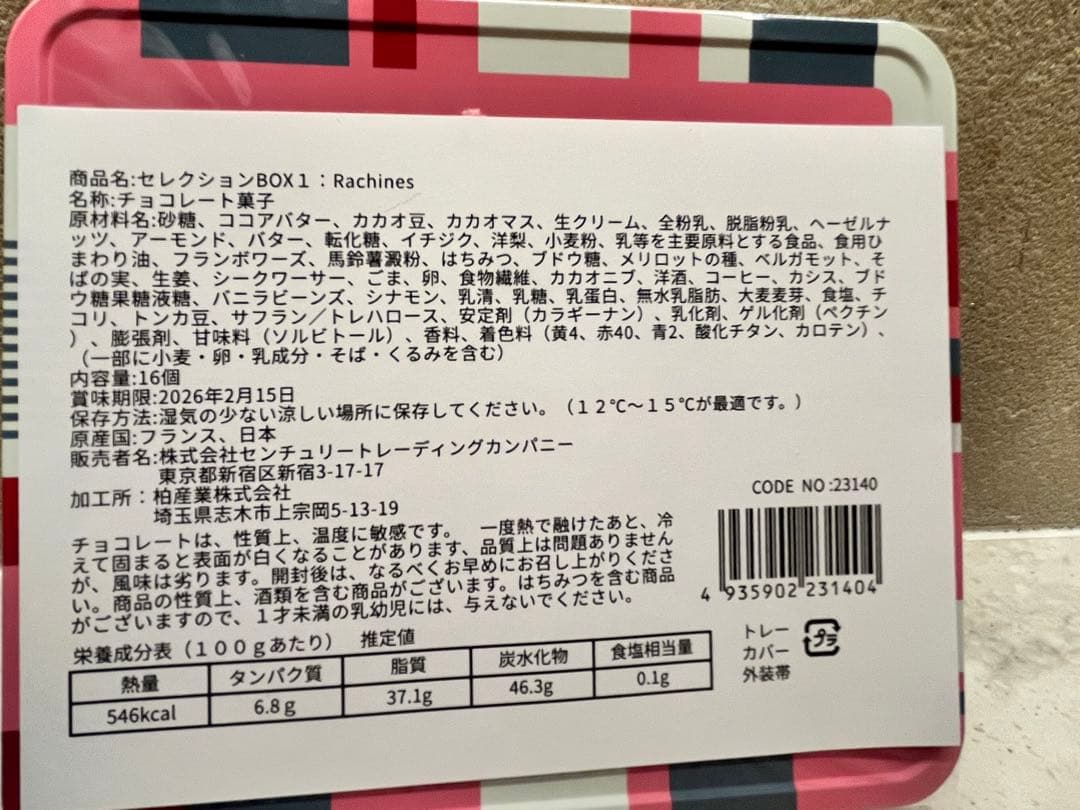 商品名:セレクションBOX１：Rachines
名称:チョコレート菓子
原材料名:砂糖、ココアバター、カカオ豆、カカオマス、生クリーム、全粉乳、脱脂粉乳、ヘーゼルナ
ッツ、アーモンド、バター、転化糖、イチジク、洋梨、小麦粉、乳等を主要原料とする食品、食用ひ
まわり油、フランボワーズ、馬鈴薯澱粉、はちみつ、ブドウ糖、メリロットの種、ベルガモット、そ
ばの実、生姜、シークワーサー、ごま、卵、食物繊維、カカオニブ、洋酒、コーヒー、カシス、ブド
ウ糖果糖液糖、バニラビーンズ、シナモン、乳清、乳糖、乳蛋白、無水乳脂肪、大麦麦芽、食塩、チ
コリ、トンカ豆、サフラン／トレハロース、安定剤（カラギーナン）、乳化剤、ゲル化剤（ペクチン
）、膨張剤、甘味料（ソルビトール）、香料、着色料（黄4、赤40、青2、酸化チタン、カロテン）、
（一部に小麦・卵・乳成分・そば・くるみを含む）
内容量:16個
賞味期限:2026年2月15日
保存方法:湿気の少ない涼しい場所に保存してください。（１２℃～１５℃が最適です。）
原産国:フランス、日本
販売者名:株式会社センチュリートレーディングカンパニー
東京都新宿区新宿3-17-17
加工所：柏産業株式会社
埼玉県志木市上宗岡5-13-19
チョコレートは、性質上、温度に敏感です。　一度熱で融けたあと、冷
えて固まると表面が白くなることがあります、品質上は問題ありません
が、風味は劣ります。開封後は、なるべくお早めにお召し上がりくださ
い。商品の性質上、酒類を含む商品がございます。はちみつを含む商品
がございますので、１才未満の乳幼児には、与えないでください。
CODE NO:23140
4 935902 231404
トレー
カバー
外装帯
プラ
栄養成分表（１００ｇあたり）　推定値
熱量 タンパク質 脂質 炭水化物 食塩相当量
546kcal 6.8ｇ 37.1g 46.3g 0.1g